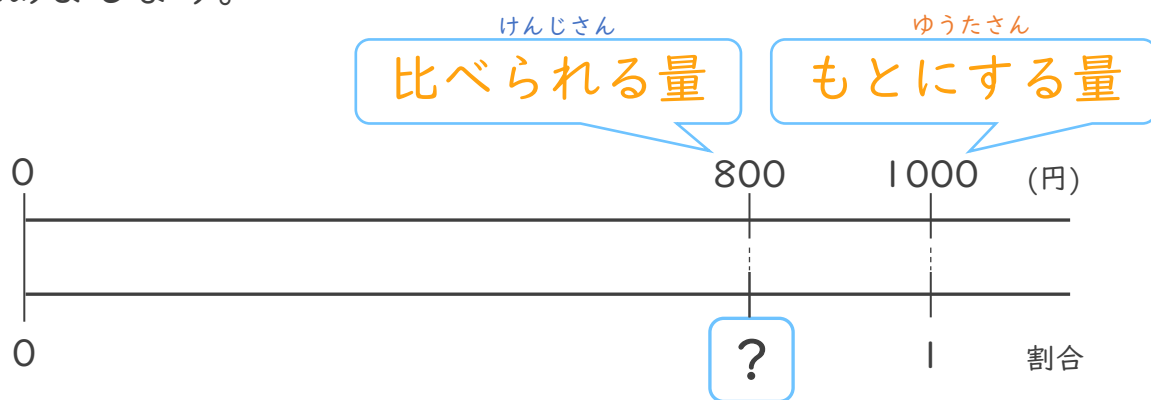 けんじさん ゆうたさん
比べられる量 もとにする量
0 800 1000 (円)
0 ? 1 割合